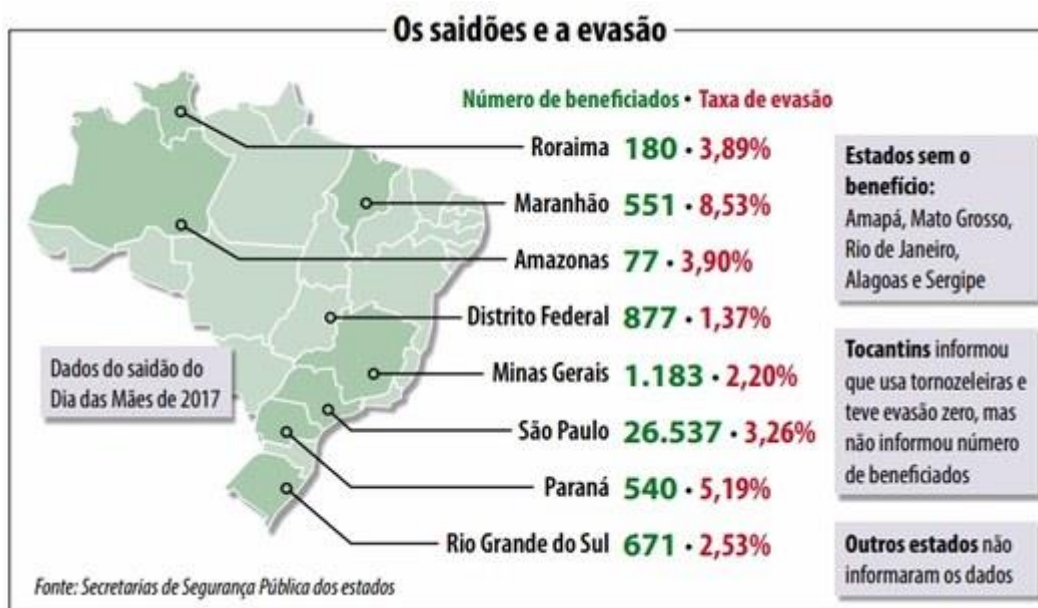 Os saidões e a evasão
Número de beneficiados • Taxa de evasão
Roraima 180 • 3,89%
Maranhão 551 • 8,53%
Amazonas 77 • 3,90%
Distrito Federal 877 • 1,37%
Minas Gerais 1.183 • 2,20%
São Paulo 26.537 • 3,26%
Paraná 540 • 5,19%
Rio Grande do Sul 671 • 2,53%
Dados do saidão do
Dia das Mães de 2017
Estados sem o
benefício:
Amapá, Mato Grosso,
Rio de Janeiro,
Alagoas e Sergipe
Tocantins informou
que usa tornozeleiras e
teve evasão zero, mas
não informou número
de beneficiados
Outros estados não
informaram os dados
Fonte: Secretarias de Segurança Pública dos estados